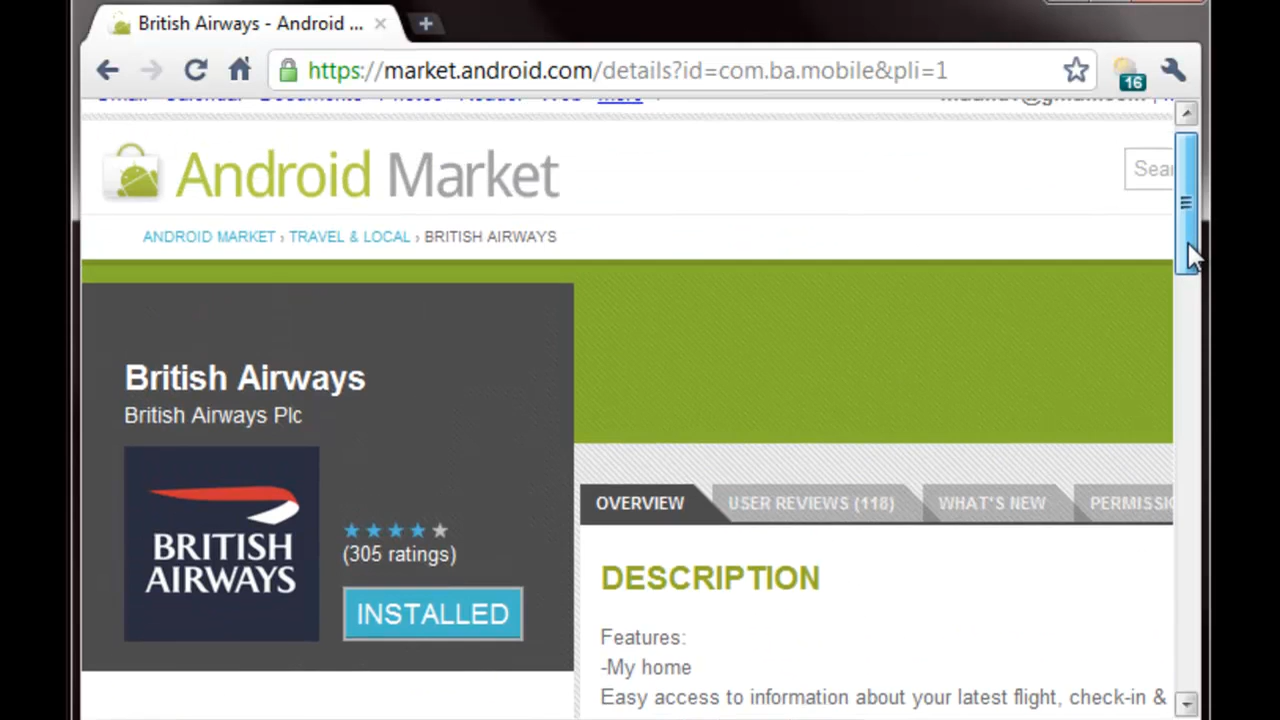 British Airways - Android ...
https://market.android.com/details?id=com.ba.mobile&pli=1
16
Android Market
ANDROID MARKET › TRAVEL & LOCAL › BRITISH AIRWAYS
British Airways
British Airways Plc
BRITISH
AIRWAYS
(305 ratings)
INSTALLED
OVERVIEW
USER REVIEWS (118)
WHAT'S NEW
DESCRIPTION
Features:
-My home
Easy access to information about your latest flight, check-in &